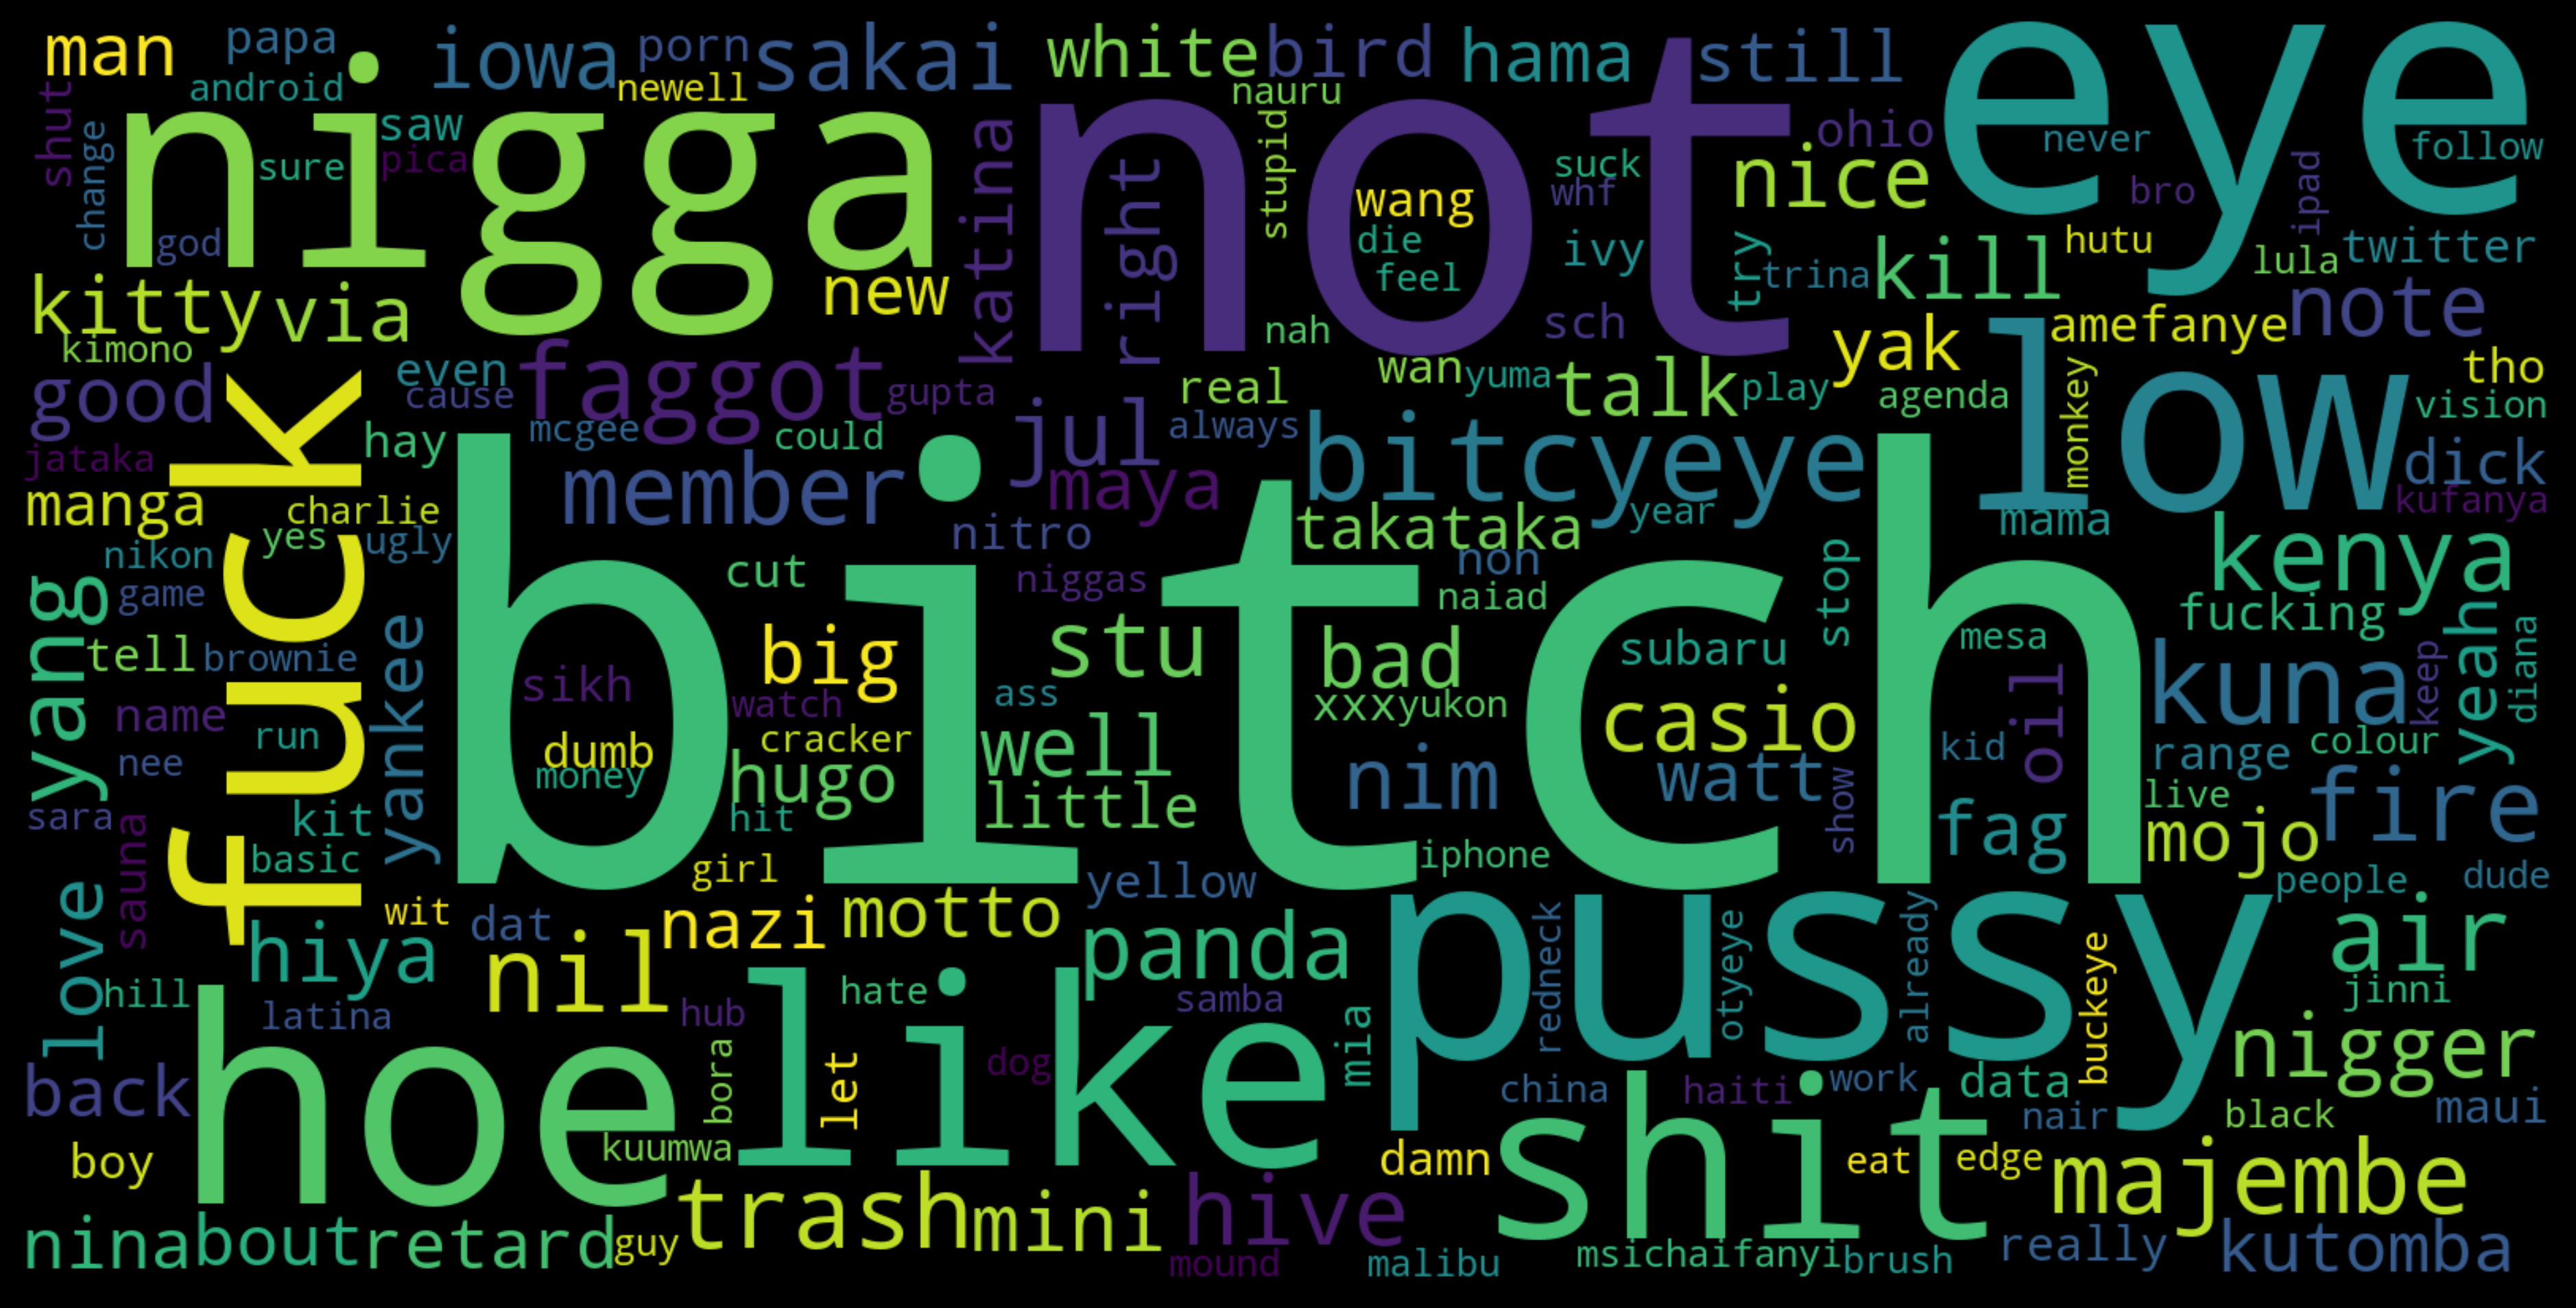 man
papa
iowa
porn
sakai
white
bird
hama
still
eye
android
newell
nauru
shut
change
nigga
saw
sure
pica
god
katina
not
right
stupid
wang
die
feel
suck
whf
ivy
ohio
nice
never
bro
ipad
follow
try
trina
kill
hutu
lula
twitter
kitty
via
new
nah
sch
yak
amefanye
note
kimono
good
even
cause
faggot
gupta
real
wan
yuma
talk
play
agenda
monkey
low
tho
vision
jataka
fuck
hay
mcgee
could
jul
always
bitcyeye
dick
manga
charlie
member
maya
takataka
year
mama
kufanya
nikon
yes
ugly
nitro
non
kenya
game
cut
niggas
naiad
stop
fucking
yang
tell
brownie
yankee
bitch
sikh
big
stu
bad
subaru
mesa
kuna
keep
yeah
diana
name
run
watch
ass
xxx
yukon
casio
oil
nee
dumb
money
cracker
hugo
well
nim
watt
kid
range
colour
sara
sauna
kit
hit
little
show
live
fire
basic
girl
iphone
fag
mojo
love
wit
dat
nazi
motto
yellow
people
dude
hiya
nil
panda
pussy
redneck
otyeye
already
buckeye
air
hill
latina
hub
hate
samba
mia
jinni
back
hoe
bora
let
like
dog
china
haiti
work
data
nair
nigger
black
maui
boy
kuumwa
damn
shit
eat
edge
majembe
nina
bout
retard
guy
trash
mini
hive
mound
malibu
msichaifanyi
brush
really
kutomba